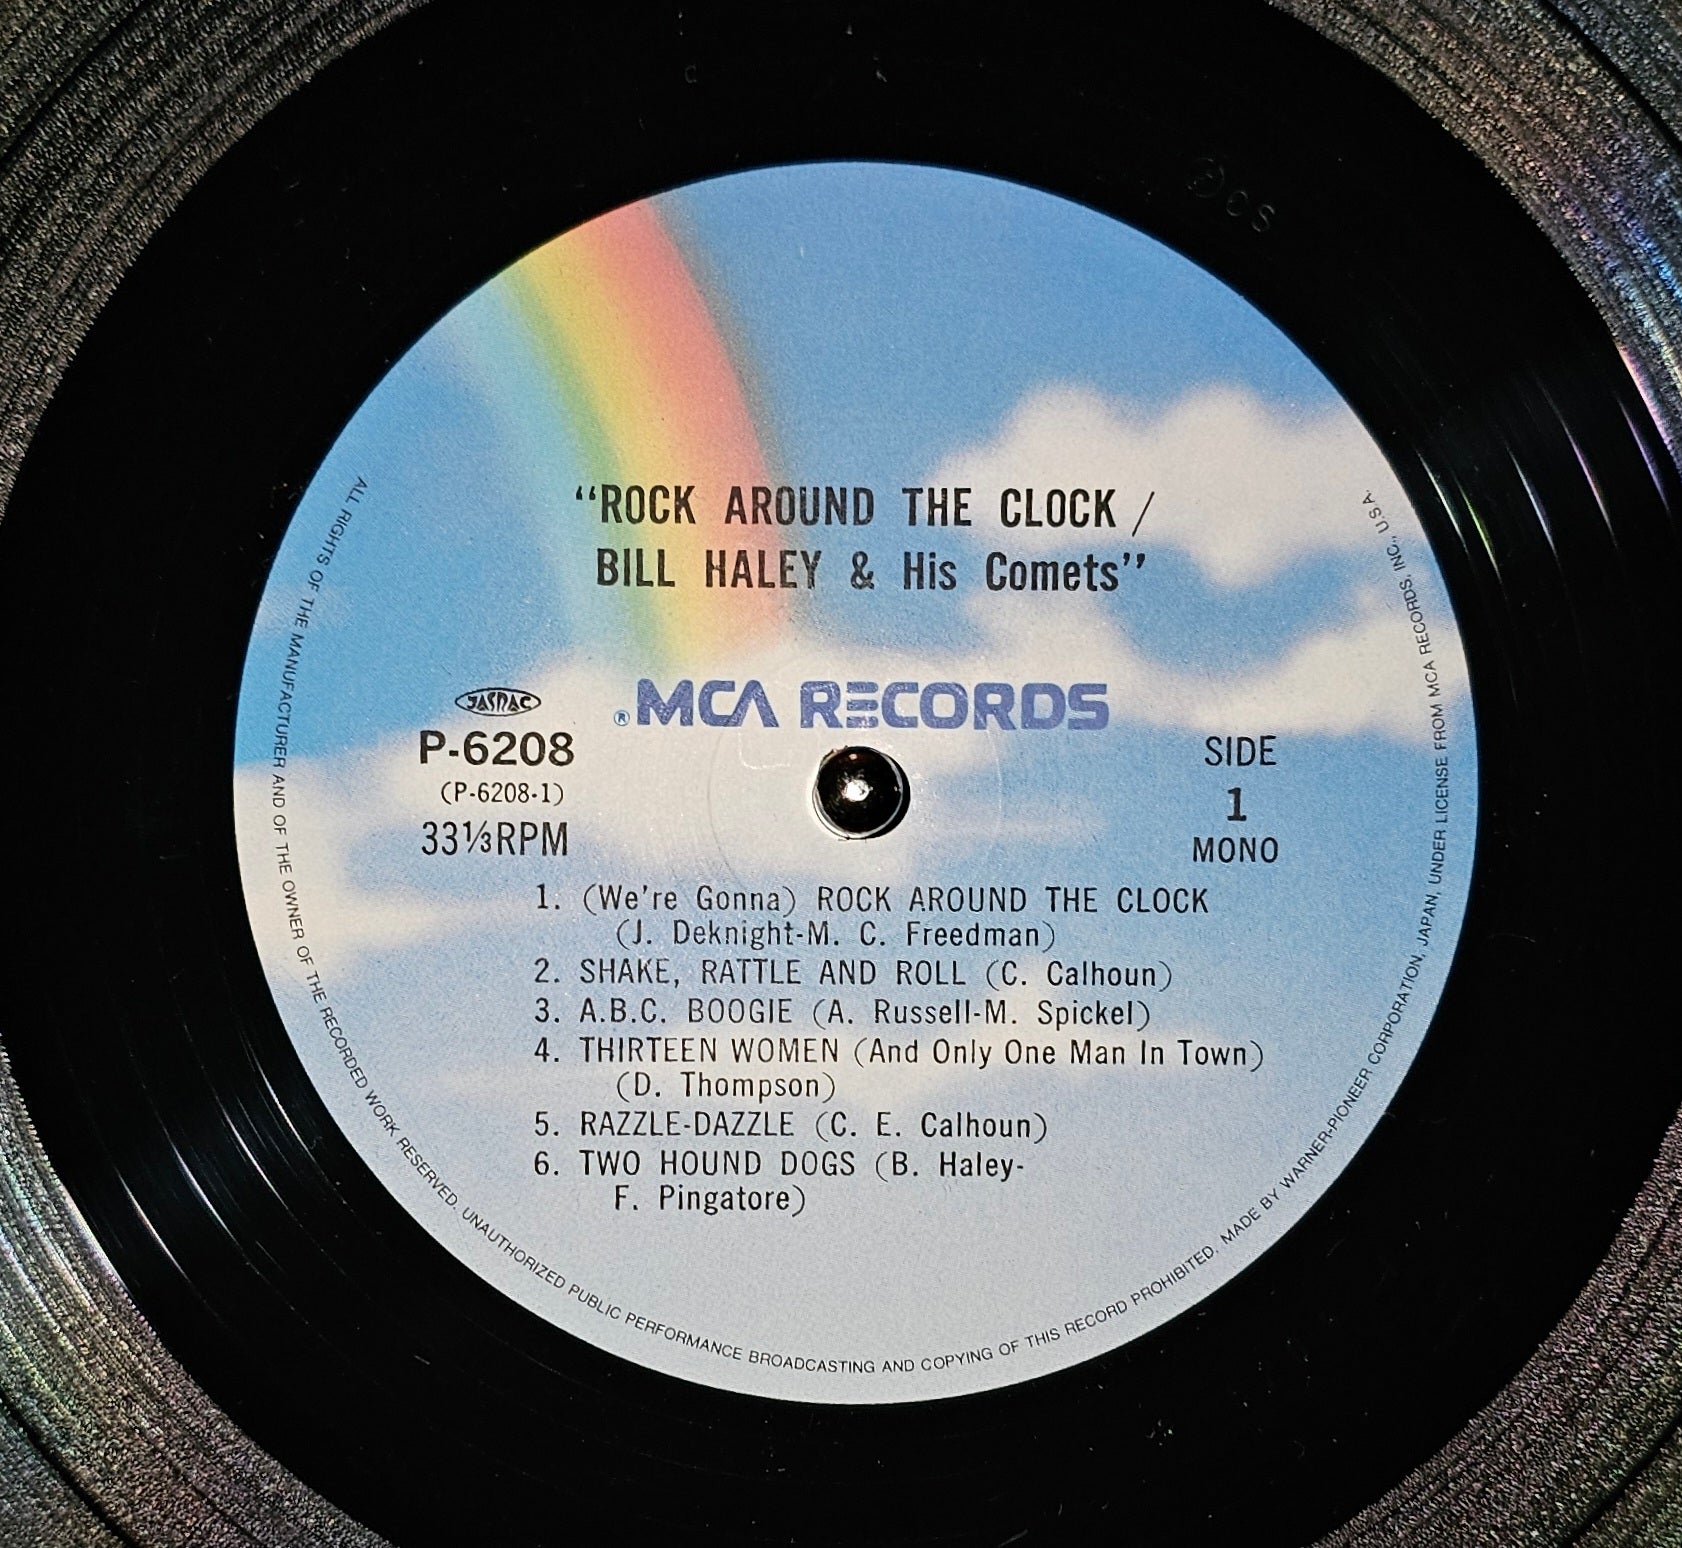 "ROCK AROUND THE CLOCK /
BILL HALEY & His Comets"
® MCA RECORDS
JASRAC
P-6208
(P-6208-1)
33⅓RPM
SIDE
1
MONO
1. (We're Gonna) ROCK AROUND THE CLOCK
(J. Deknight-M. C. Freedman)
2. SHAKE, RATTLE AND ROLL (C. Calhoun)
3. A.B.C. BOOGIE (A. Russell-M. Spickel)
4. THIRTEEN WOMEN (And Only One Man In Town)
(D. Thompson)
5. RAZZLE-DAZZLE (C. E. Calhoun)
6. TWO HOUND DOGS (B. Haley-
F. Pingatore)
ALL RIGHTS OF THE MANUFACTURER AND OF THE OWNER OF THE RECORDED WORK RESERVED. UNAUTHORIZED PUBLIC PERFORMANCE BROADCASTING AND COPYING OF THIS RECORD PROHIBITED. MADE BY WARNER-PIONEER CORPORATION, JAPAN, UNDER LICENSE FROM MCA RECORDS, INC., U.S.A.